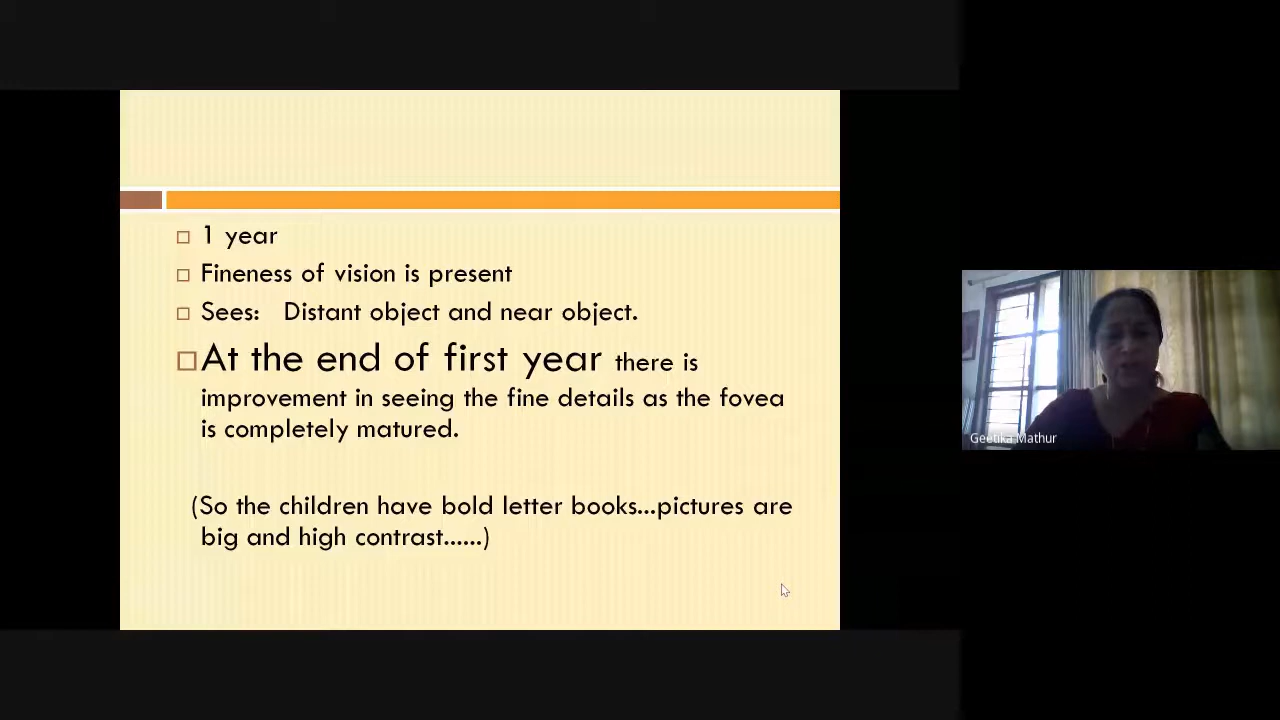 1 year
Fineness of vision is present
Sees: Distant object and near object.
At the end of first year there is
improvement in seeing the fine details as the fovea
is completely matured.
(So the children have bold letter books...pictures are
big and high contrast......)
Geetika Mathur